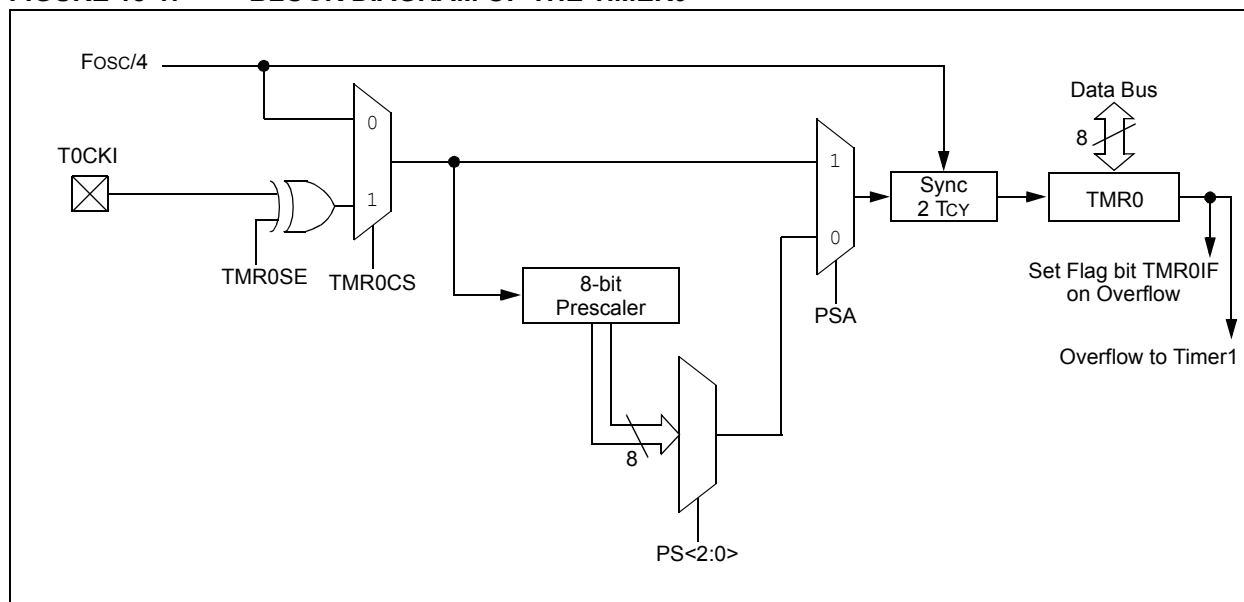 FOSC/4
Data Bus
8
T0CKI
0
1
1
0
Sync
2 TCY
TMR0
TMR0SE
TMR0CS
8-bit
Prescaler
PSA
Set Flag bit TMR0IF
on Overflow
Overflow to Timer1
8
PS<2:0>